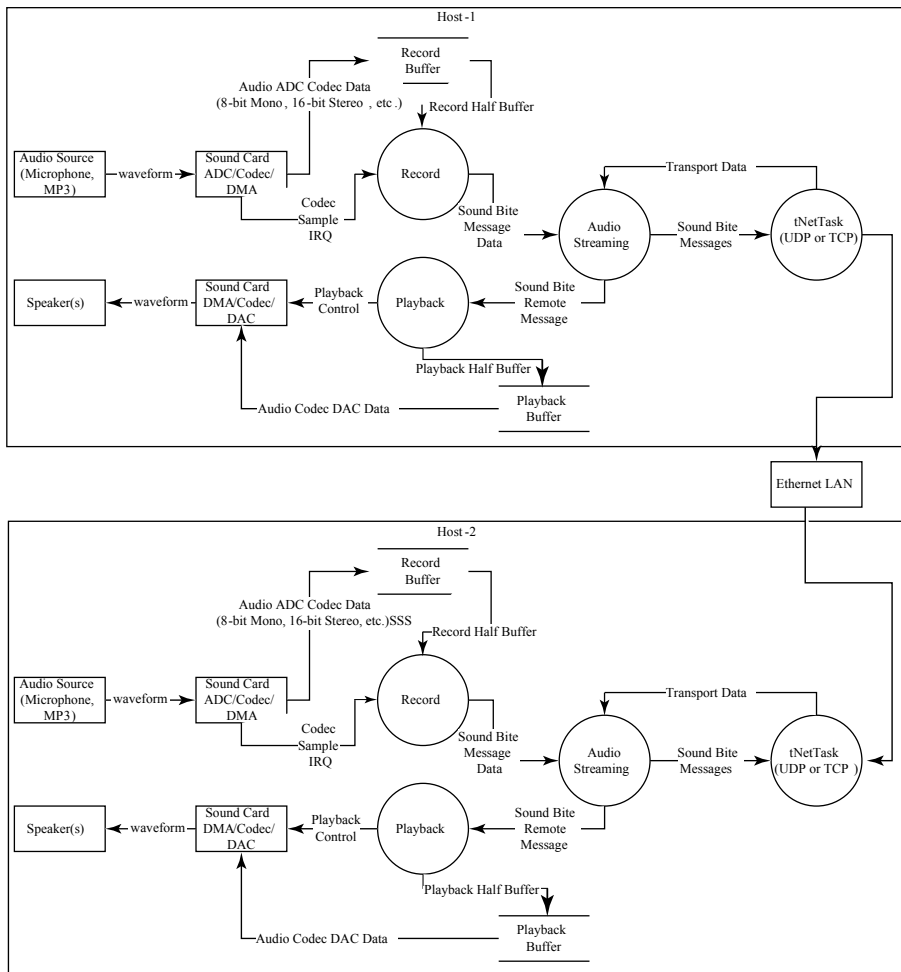 Host-1
Record
Buffer
Audio ADC Codec Data
(8-bit Mono, 16-bit Stereo, etc.)
Record Half Buffer
Audio Source
(Microphone,
MP3)
waveform
Sound Card
ADC/Codec/
DMA
Codec
Sample
IRQ
Record
Sound Bite
Message
Data
Transport Data
Audio
Streaming
Sound Bite
Messages
tNetTask
(UDP or TCP)
Speaker(s)
waveform
Sound Card
DMA/Codec/
DAC
Playback
Control
Playback
Sound Bite
Remote
Message
Playback Half Buffer
Audio Codec DAC Data
Playback
Buffer
Ethernet LAN
Host-2
Record
Buffer
Audio ADC Codec Data
(8-bit Mono, 16-bit Stereo, etc.)SSS
Record Half Buffer
Audio Source
(Microphone,
MP3)
waveform
Sound Card
ADC/Codec/
DMA
Codec
Sample
IRQ
Record
Sound Bite
Message
Data
Transport Data
Audio
Streaming
Sound Bite
Messages
tNetTask
(UDP or TCP )
Speaker(s)
waveform
Sound Card
DMA/Codec/
DAC
Playback
Control
Playback
Sound Bite
Remote
Message
Playback Half Buffer
Audio Codec DAC Data
Playback
Buffer